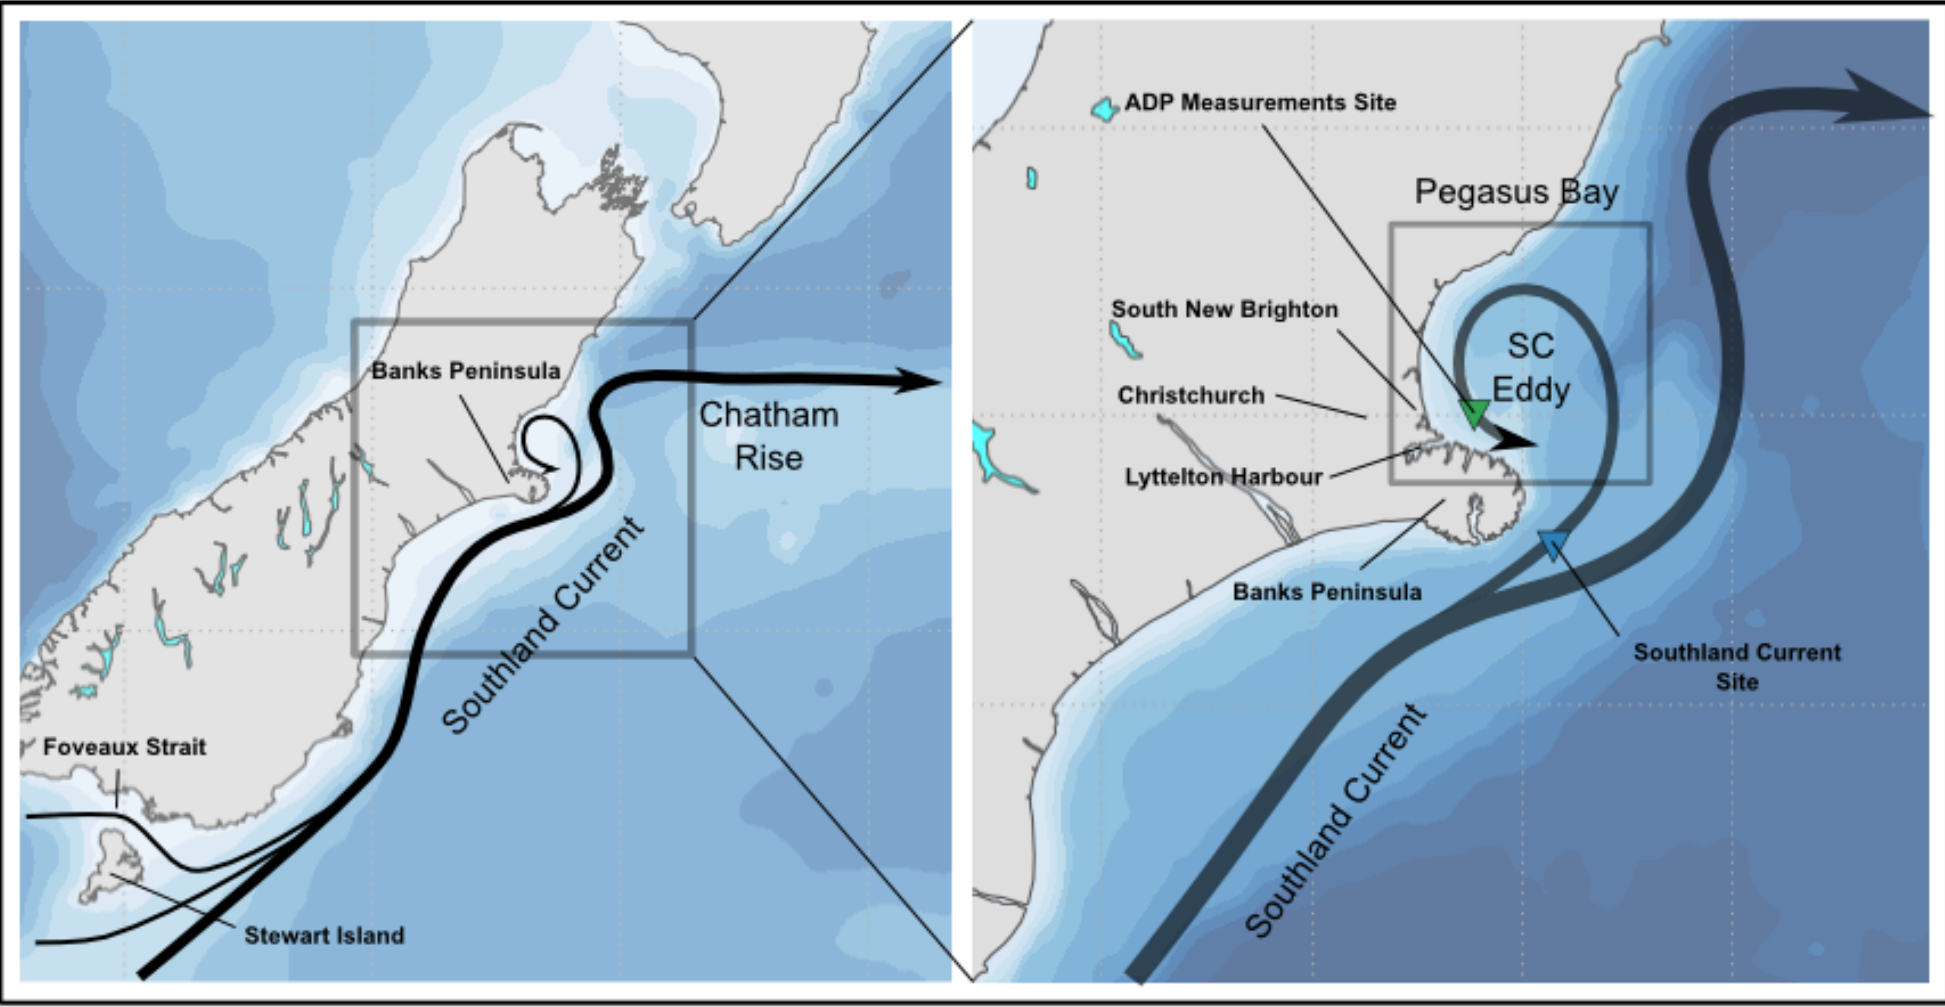 Banks Peninsula
Chatham
Rise
Southland Current
Foveaux Strait
Stewart Island
ADP Measurements Site
Pegasus Bay
South New Brighton
SC
Eddy
Christchurch
Lyttelton Harbour
Banks Peninsula
Southland Current
Site
Southland Current